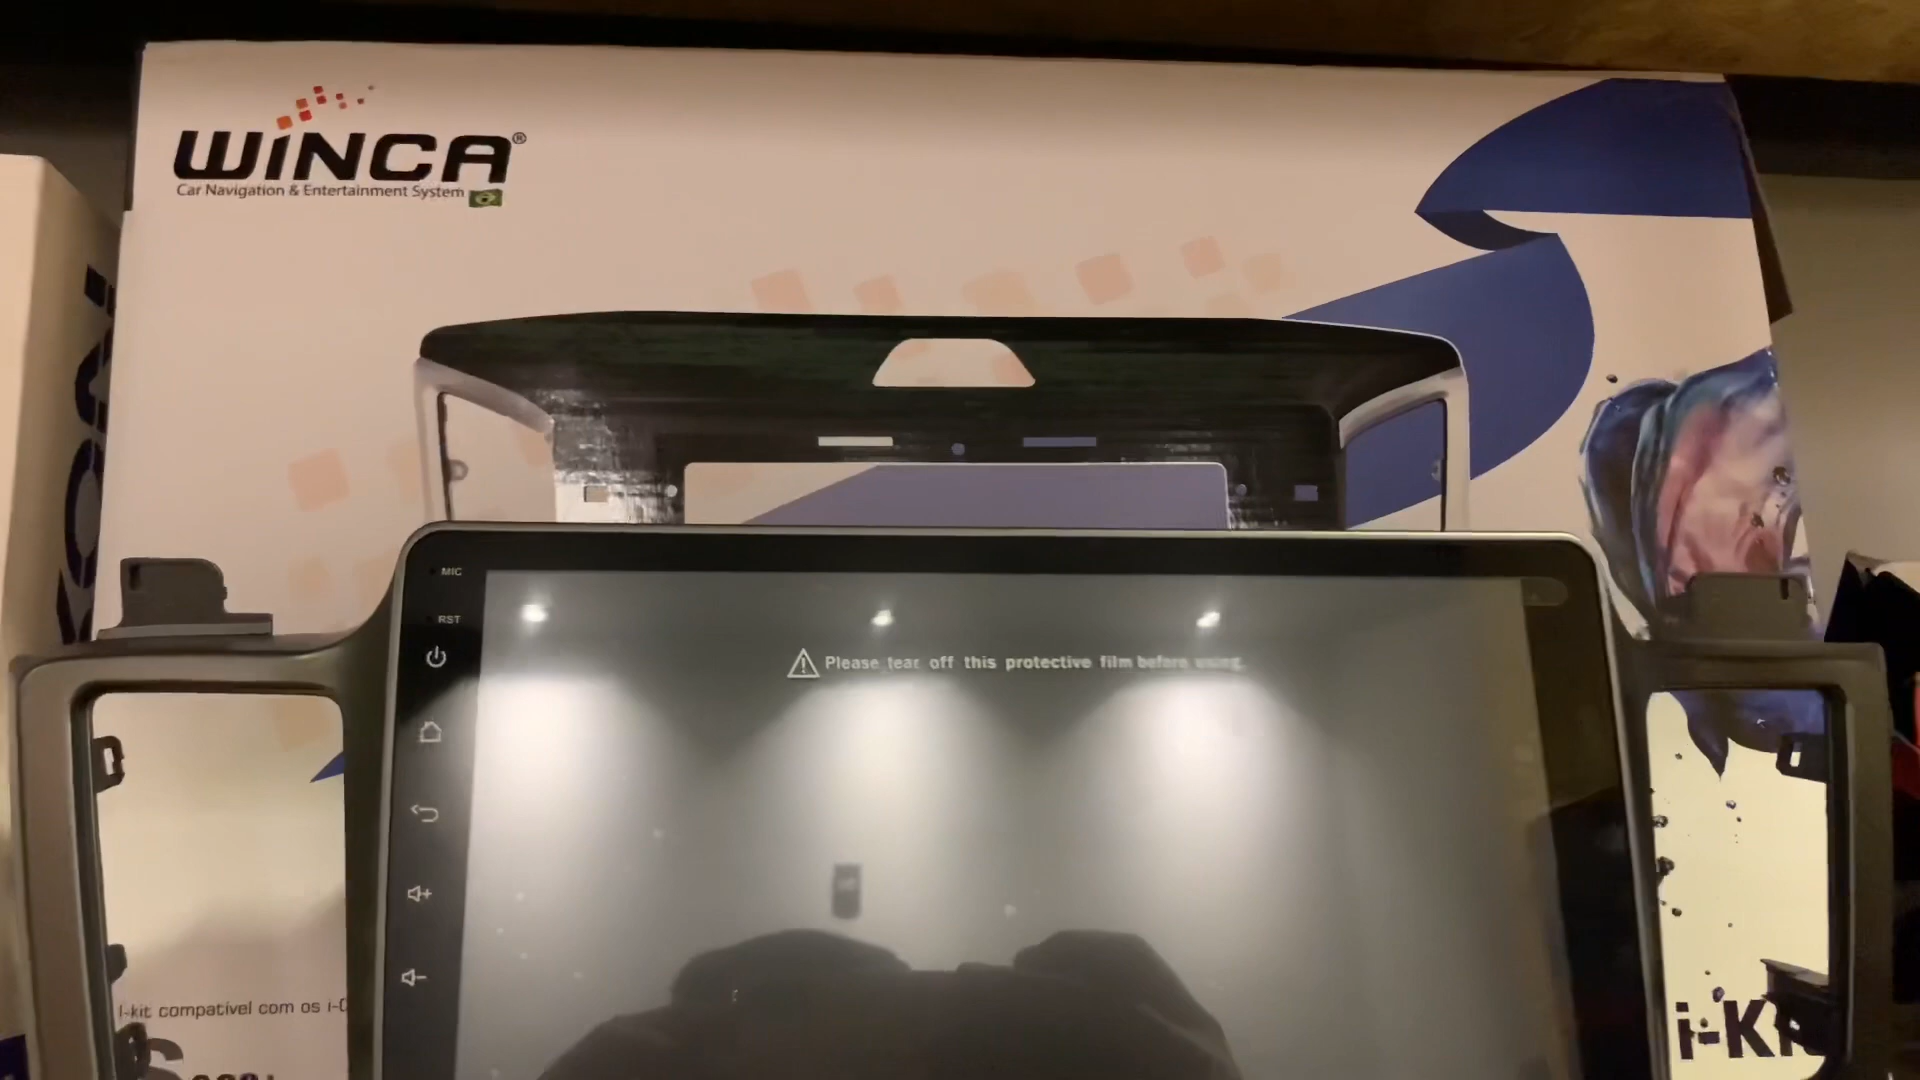 WINCA®
Car Navigation & Entertainment System
MIC
RST
Please tear off this protective film before using.
I-kit compatível com os
i-K